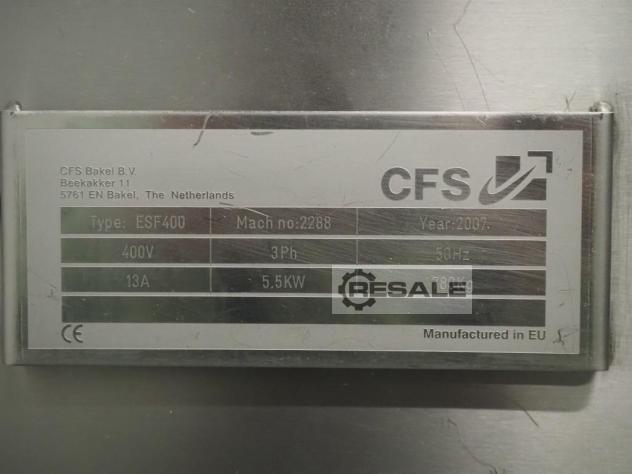 CFS Bakel B.V.
Beekakker 11
5761 EN Bakel, The Netherlands
CFS
Type: ESF400 Mach no:2288 Year:2007
400V 3Ph 50Hz
13A 5.5KW
RESALE
CE Manufactured in EU